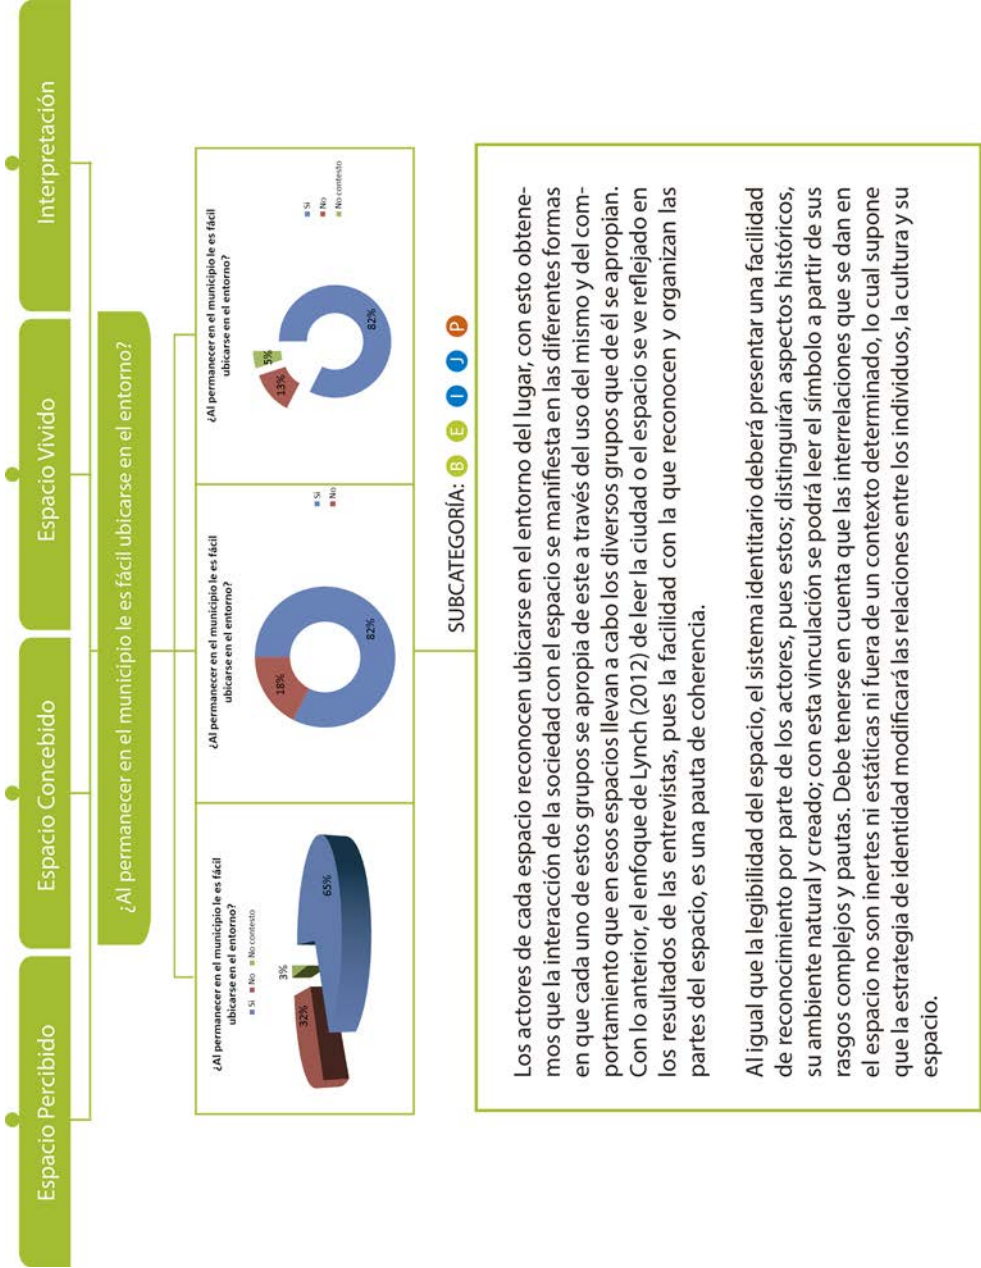 Espacio Percibido
Espacio Concebido
Espacio Vivido
Interpretación
¿Al permanecer en el municipio le es fácil ubicarse en el entorno?
¿Al permanecer en el municipio le es fácil
ubicarse en el entorno?
Si No No contesto
32%
3%
65%
¿Al permanecer en el municipio le es fácil
ubicarse en el entorno?
Si
No
18%
82%
¿Al permanecer en el municipio le es fácil
ubicarse en el entorno?
Si
No
No contesto
13%
5%
82%
SUBCATEGORÍA: B E I J P
Los actores de cada espacio reconocen ubicarse en el entorno del lugar, con esto obtene-
mos que la interacción de la sociedad con el espacio se manifiesta en las diferentes formas
en que cada uno de estos grupos se apropia de este a través del uso del mismo y del com-
portamiento que en esos espacios llevan a cabo los diversos grupos que de él se apropian.
Con lo anterior, el enfoque de Lynch (2012) de leer la ciudad o el espacio se ve reflejado en
los resultados de las entrevistas, pues la facilidad con la que reconocen y organizan las
partes del espacio, es una pauta de coherencia.
Al igual que la legibilidad del espacio, el sistema identitario deberá presentar una facilidad
de reconocimiento por parte de los actores, pues estos; distinguirán aspectos históricos,
su ambiente natural y creado; con esta vinculación se podrá leer el símbolo a partir de sus
rasgos complejos y pautas. Debe tenerse en cuenta que las interrelaciones que se dan en
el espacio no son inertes ni estáticas ni fuera de un contexto determinado, lo cual supone
que la estrategia de identidad modificará las relaciones entre los individuos, la cultura y su
espacio.